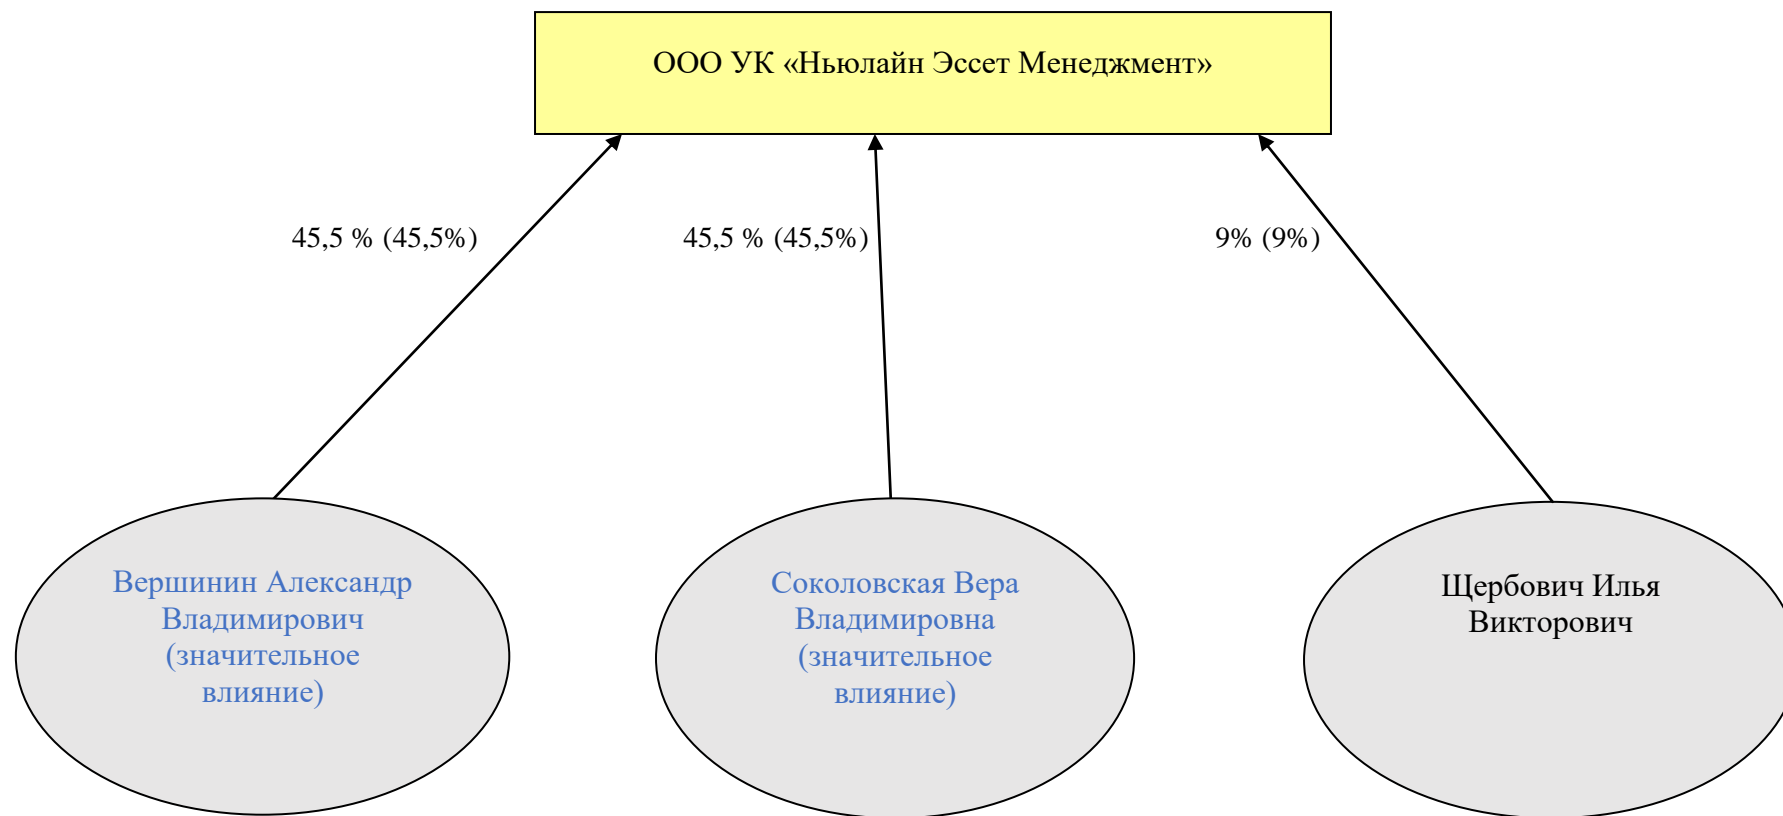 ООО УК «Ньюлайн Эссет Менеджмент»
45,5 % (45,5%)
45,5 % (45,5%)
9% (9%)
Вершинин Александр
Владимирович
(значительное
влияние)
Соколовская Вера
Владимировна
(значительное
влияние)
Щербович Илья
Викторович